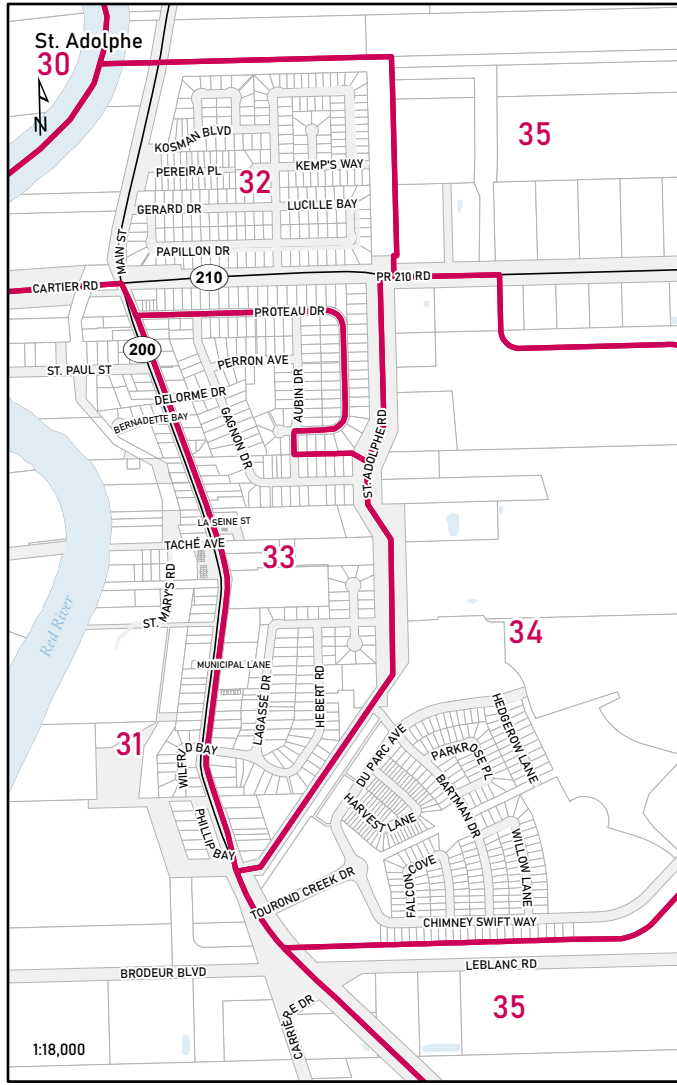 St. Adolphe
30
N
35
KOSMAN BLVD
PEREIRA PL
KEMP'S WAY
32
GERARD DR
LUCILLE BAY
MAIN ST
PAPILLON DR
CARTIER RD
210
PR 210 RD
PROTEAU DR
200
ST. PAUL ST
PERRON AVE
DELORME DR
AUBIN DR
BERNADETTE BAY
GAGNON DR
ST. ADOLPHE RD
LA SEINE ST
TACHÉ AVE
33
ST. MARY'S RD
Red River
34
MUNICIPAL LANE
LAGASSÉ DR
HEBERT RD
HEDGEROW LANE
31
WILFRID BAY
DU PARC AVE
PARKROSE PL
BARTMAN DR
HARVEST LANE
PHILLIP BAY
WILLOW LANE
FALCON COVE
TOUROND CREEK DR
CHIMNEY SWIFT WAY
BRODEUR BLVD
LEBLANC RD
35
CARRIÈRE DR
1:18,000